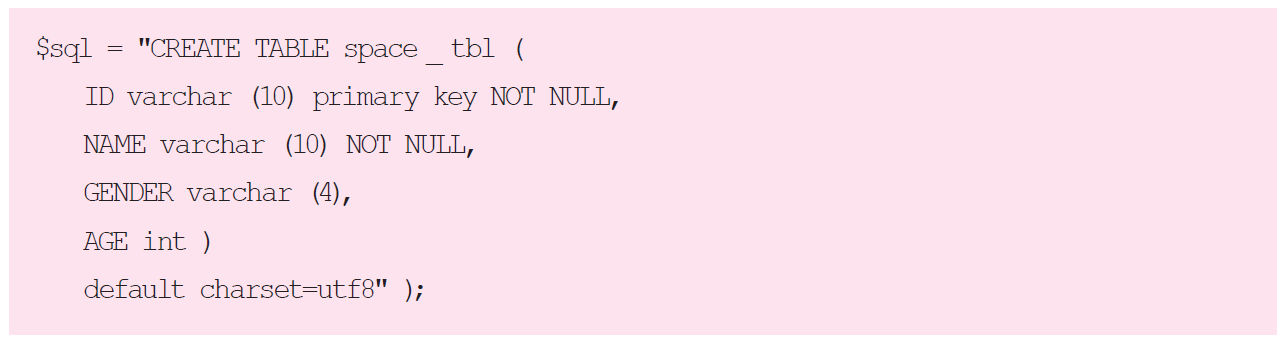 $sql = "CREATE TABLE space _ tbl (
ID varchar (10) primary key NOT NULL,
NAME varchar (10) NOT NULL,
GENDER varchar (4),
AGE int )
default charset=utf8" );